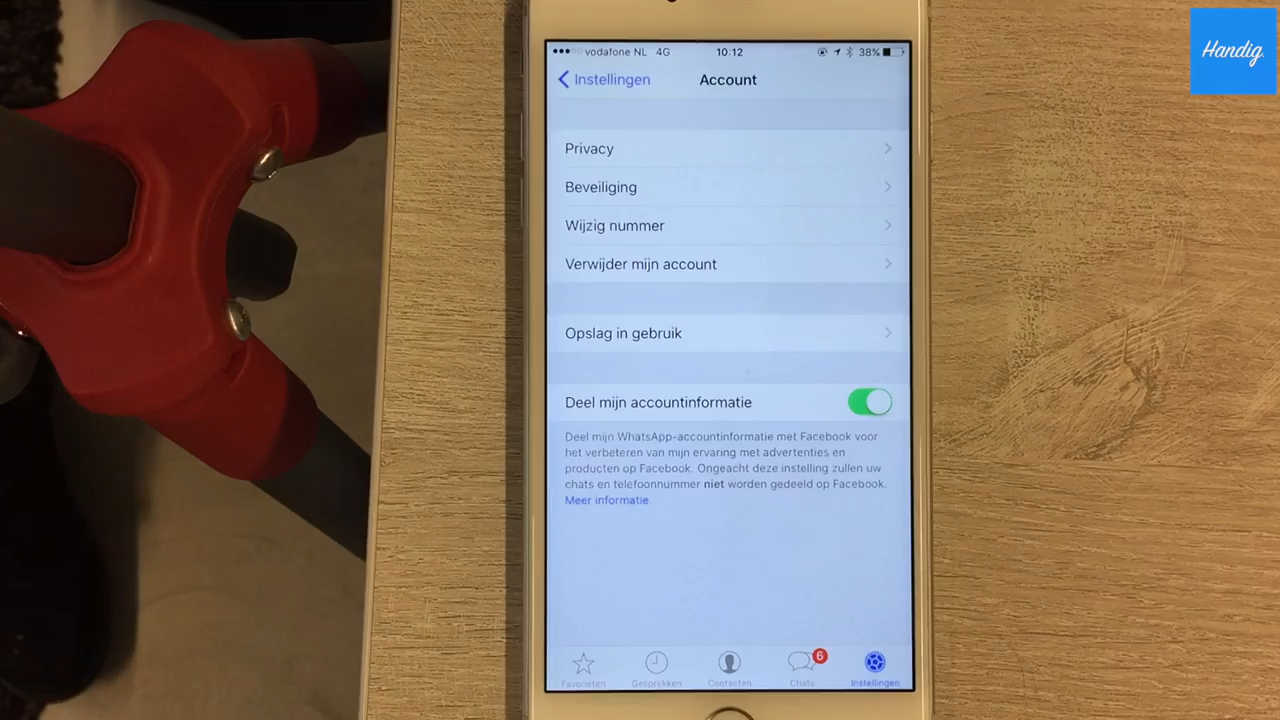 Handig.
vodafone NL 4G 10:12 38%
Instellingen Account
Privacy
Beveiliging
Wijzig nummer
Verwijder mijn account
Opslag in gebruik
Deel mijn accountinformatie
Deel mijn WhatsApp-accountinformatie met Facebook voor
het verbeteren van mijn ervaring met advertenties en
producten op Facebook. Ongeacht deze instelling zullen uw
chats en telefoonnummer niet worden gedeeld op Facebook.
Meer informatie.
6
Favorieten Gesprekken Contacten Chats Instellingen